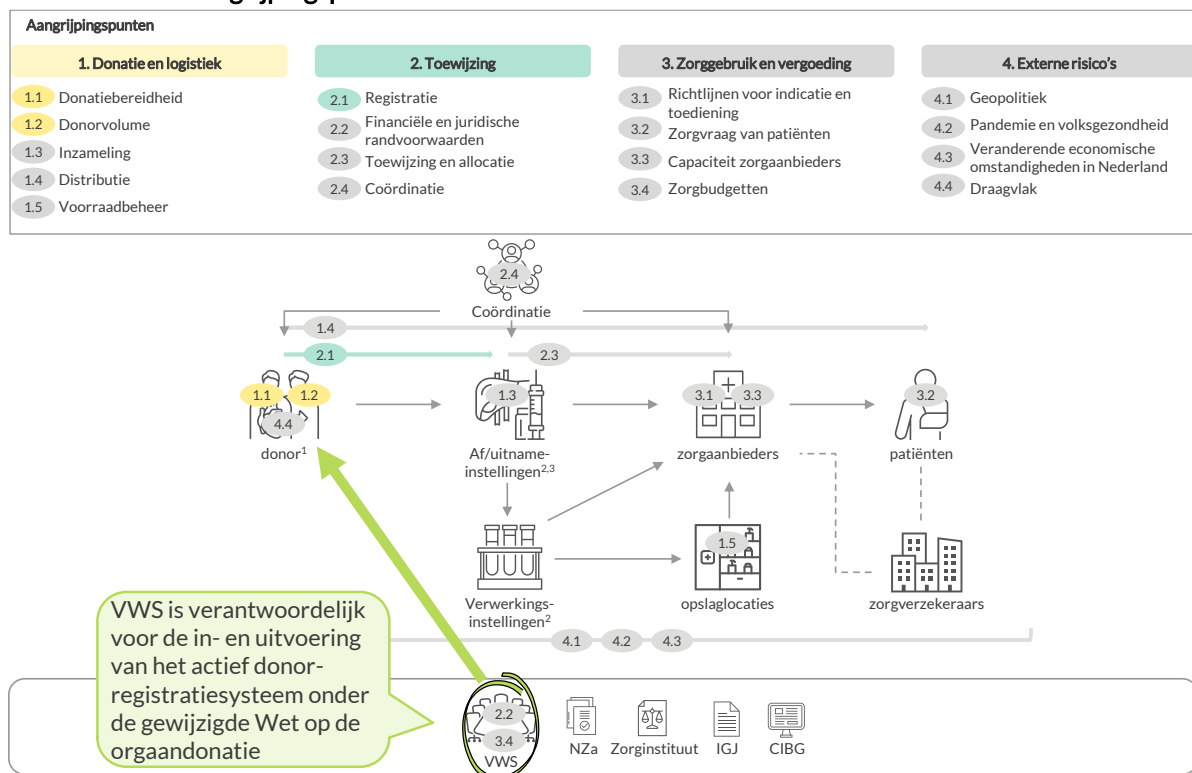 Aangrijpingspunten
1. Donatie en logistiek
1.1 Donatiebereidheid
1.2 Donorvolume
1.3 Inzameling
1.4 Distributie
1.5 Voorraadbeheer
2. Toewijzing
2.1 Registratie
2.2 Financiële en juridische
randvoorwaarden
2.3 Toewijzing en allocatie
2.4 Coördinatie
3. Zorggebruik en vergoeding
3.1 Richtlijnen voor indicatie en
toediening
3.2 Zorgvraag van patiënten
3.3 Capaciteit zorgaanbieders
3.4 Zorgbudgetten
4. Externe risico's
4.1 Geopolitiek
4.2 Pandemie en volksgezondheid
4.3 Veranderende economische
omstandigheden in Nederland
4.4 Draagvlak
2.4
Coördinatie
1.4
2.1
2.3
1.1 1.2
4.4
donor1
1.3
Af/uitname-
instellingen2,3
3.1 3.3
zorgaanbieders
3.2
patiënten
Verwerkings-
instellingen2
1.5
opslaglocaties
zorgverzekeraars
4.1 4.2 4.3
VWS is verantwoordelijk
voor de in- en uitvoering
van het actief donor-
registratiesysteem onder
de gewijzigde Wet op de
orgaandonatie
2.2
3.4
VWS
NZa
Zorginstituut
IGJ
CIBG